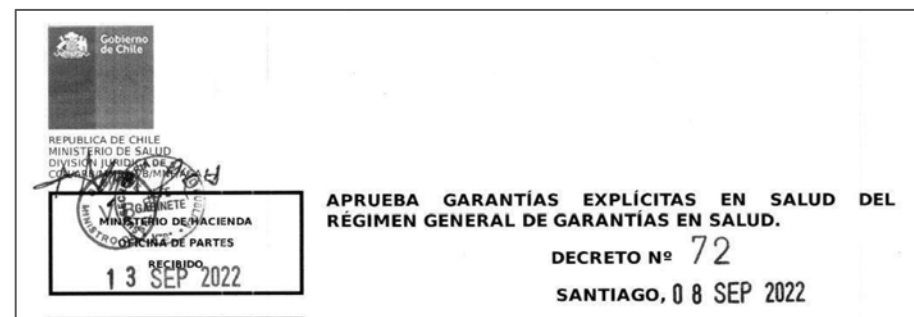 Gobierno
de Chile
REPUBLICA DE CHILE
MINISTERIO DE SALUD
DIVISIÓN JURIDICA
GABINETE
MINISTERIO DE HACIENDA
OFICINA DE PARTES
RECIBIDO
13 SEP 2022
APRUEBA GARANTÍAS EXPLÍCITAS EN SALUD DEL
RÉGIMEN GENERAL DE GARANTÍAS EN SALUD.
DECRETO Nº 72
SANTIAGO, 08 SEP 2022